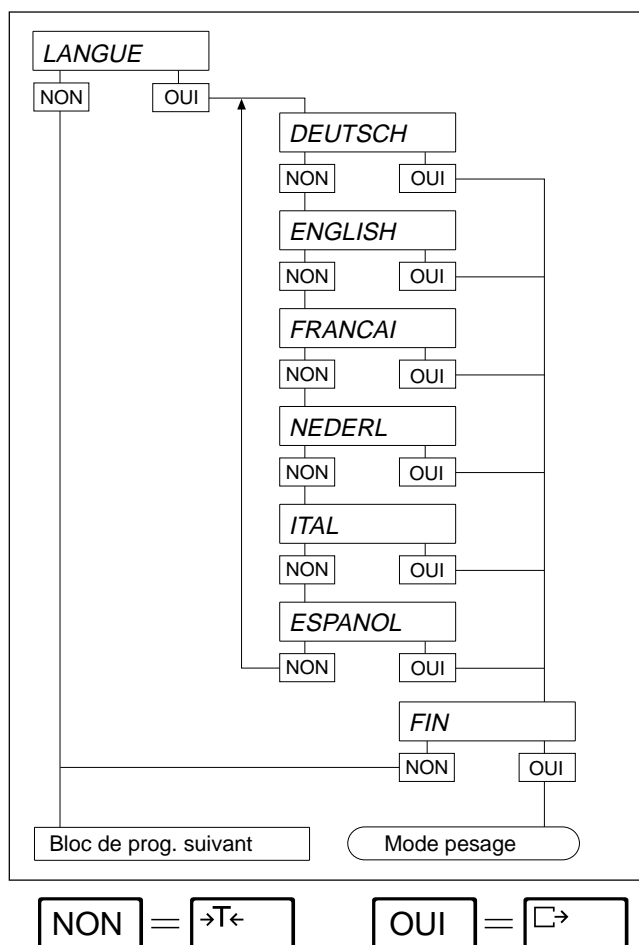 LANGUE
NON OUI
DEUTSCH
NON OUI
ENGLISH
NON OUI
FRANCAI
NON OUI
NEDERL
NON OUI
ITAL
NON OUI
ESPANOL
NON OUI
FIN
NON OUI
Bloc de prog. suivant Mode pesage
NON = →T← OUI =